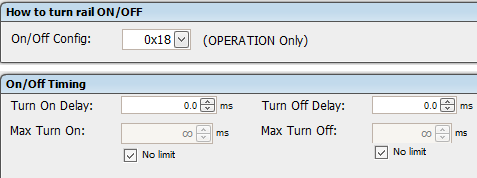 How to turn rail ON/OFF
On/Off Config: 0x18 (OPERATION Only)
On/Off Timing
Turn On Delay: 0.0 ms Turn Off Delay: 0.0 ms
Max Turn On: ∞ ms Max Turn Off: ∞ ms
No limit No limit